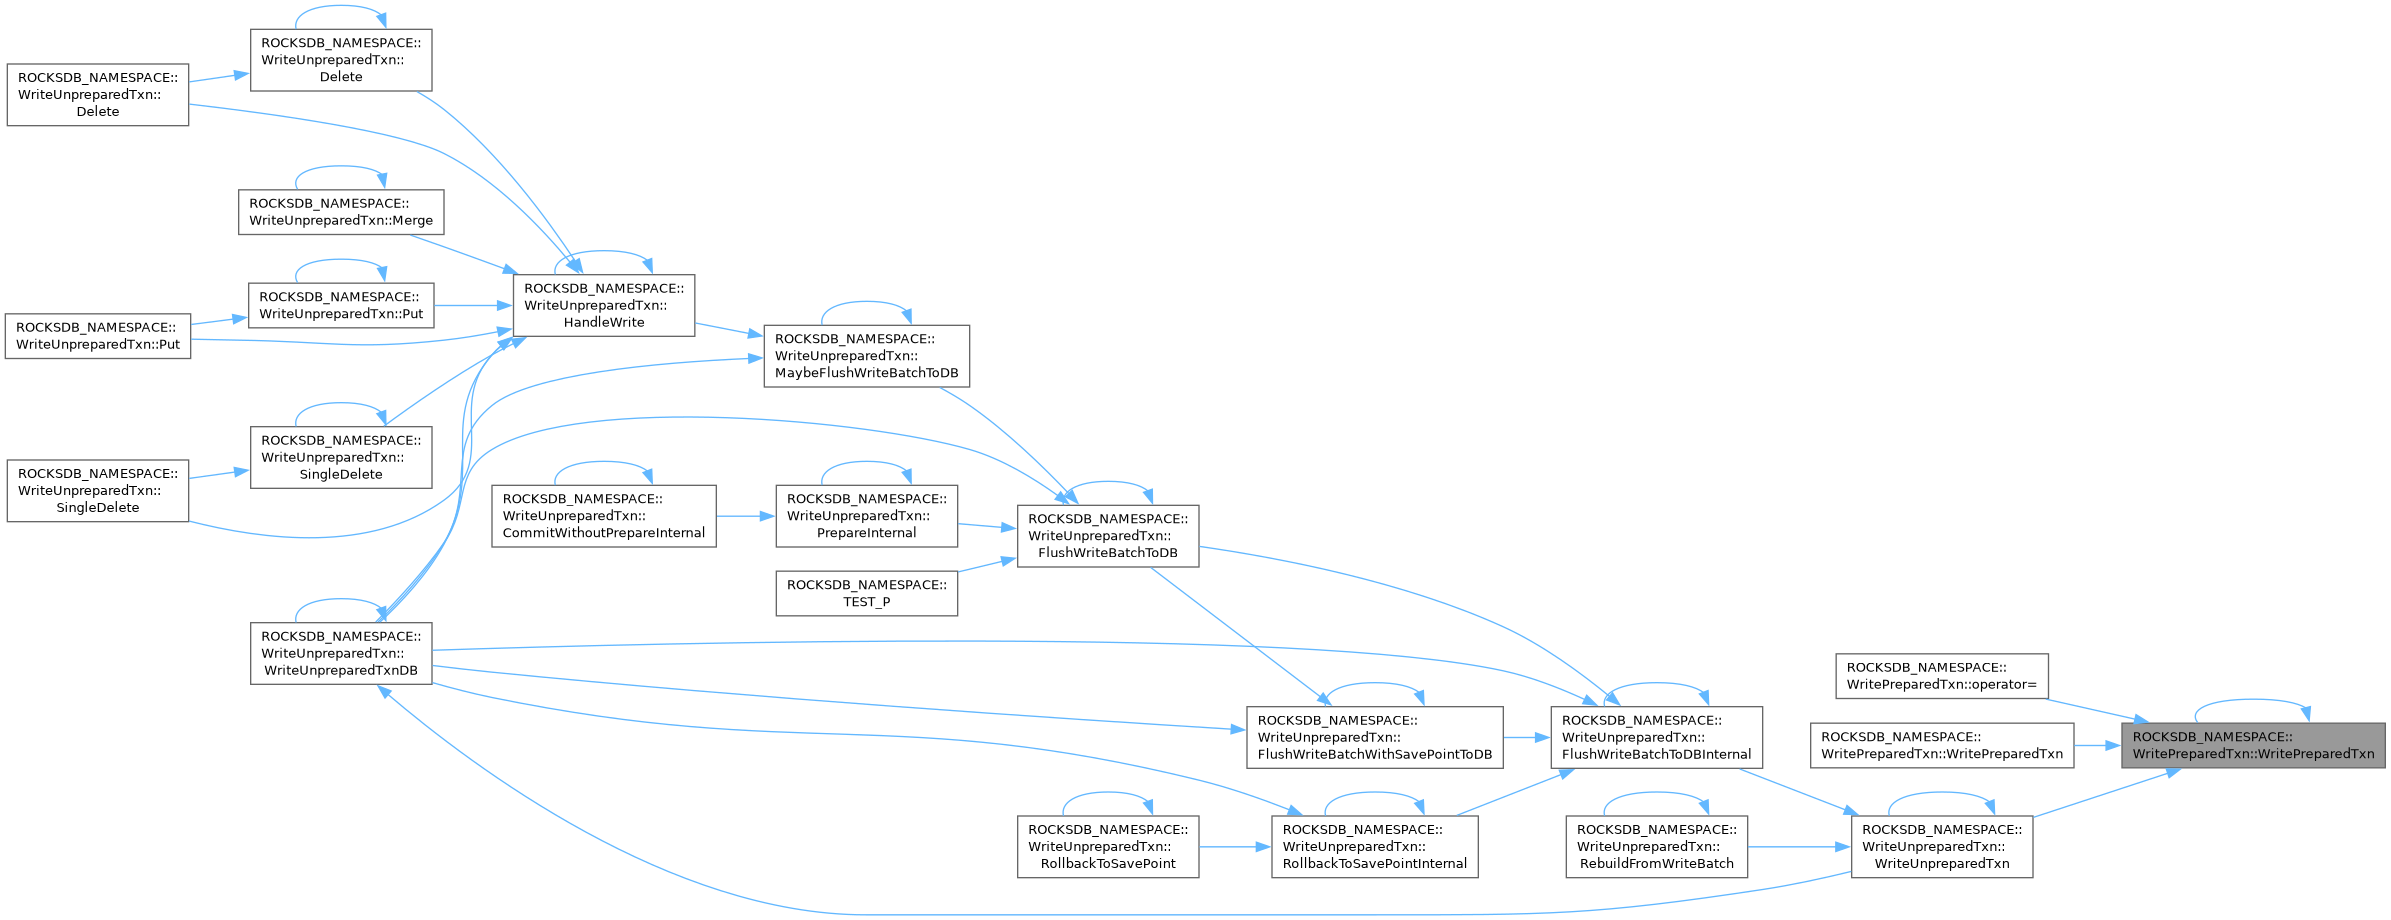 ROCKSDB_NAMESPACE::
WriteUnpreparedTxn::
Delete
ROCKSDB_NAMESPACE::
WriteUnpreparedTxn::
Delete
ROCKSDB_NAMESPACE::
WriteUnpreparedTxn::Merge
ROCKSDB_NAMESPACE::
WriteUnpreparedTxn::Put
ROCKSDB_NAMESPACE::
WriteUnpreparedTxn::Put
ROCKSDB_NAMESPACE::
WriteUnpreparedTxn::
HandleWrite
ROCKSDB_NAMESPACE::
WriteUnpreparedTxn::
MaybeFlushWriteBatchToDB
ROCKSDB_NAMESPACE::
WriteUnpreparedTxn::
SingleDelete
ROCKSDB_NAMESPACE::
WriteUnpreparedTxn::
SingleDelete
ROCKSDB_NAMESPACE::
WriteUnpreparedTxn::
CommitWithoutPrepareInternal
ROCKSDB_NAMESPACE::
WriteUnpreparedTxn::
PrepareInternal
ROCKSDB_NAMESPACE::
WriteUnpreparedTxn::
FlushWriteBatchToDB
ROCKSDB_NAMESPACE::
TEST_P
ROCKSDB_NAMESPACE::
WriteUnpreparedTxn::
WriteUnpreparedTxnDB
ROCKSDB_NAMESPACE::
WritePreparedTxn::operator=
ROCKSDB_NAMESPACE::
WriteUnpreparedTxn::
FlushWriteBatchWithSavePointToDB
ROCKSDB_NAMESPACE::
WriteUnpreparedTxn::
FlushWriteBatchToDBInternal
ROCKSDB_NAMESPACE::
WritePreparedTxn::WritePreparedTxn
ROCKSDB_NAMESPACE::
WritePreparedTxn::WritePreparedTxn
ROCKSDB_NAMESPACE::
WriteUnpreparedTxn::
RollbackToSavePoint
ROCKSDB_NAMESPACE::
WriteUnpreparedTxn::
RollbackToSavePointInternal
ROCKSDB_NAMESPACE::
WriteUnpreparedTxn::
RebuildFromWriteBatch
ROCKSDB_NAMESPACE::
WriteUnpreparedTxn::
WriteUnpreparedTxn